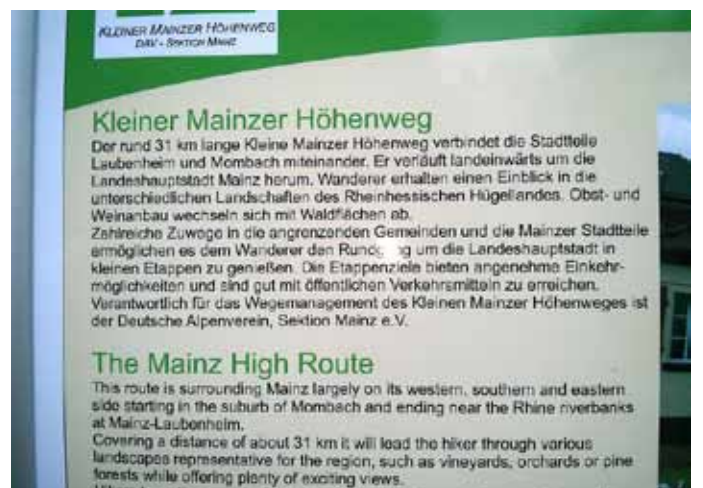 KLEINER MAINZER HÖHENWEG
DAV - SEKTION MAINZ
Kleiner Mainzer Höhenweg
Der rund 31 km lange Kleine Mainzer Höhenweg verbindet die Stadtteile
Laubenheim und Mombach miteinander. Er verläuft landeinwärts um die
Landeshauptstadt Mainz herum. Wanderer erhalten einen Einblick in die
unterschiedlichen Landschaften des Rheinhessischen Hügellandes. Obst- und
Weinanbau wechseln sich mit Waldflächen ab.
Zahlreiche Zuwege in die angrenzenden Gemeinden und die Mainzer Stadtteile
ermöglichen es dem Wanderer den um die Landeshauptstadt in
kleinen Etappen zu genießen. Die Etappenziele bieten angenehme Einkehr-
möglichkeiten und sind gut mit öffentlichen Verkehrsmitteln zu erreichen.
Verantwortlich für das Wegemanagement des Kleinen Mainzer Höhenweges ist
der Deutsche Alpenverein, Sektion Mainz e.V.
The Mainz High Route
This route is surrounding Mainz largely on its western, southern and eastern
side starting in the suburb of Mombach and ending near the Rhine riverbanks
at Mainz-Laubenheim.
Covering a distance of about 31 km it will lead the hiker through various
landscapes representative for the region, such as vineyards, orchards or pine
forests while offering plenty of exciting views.